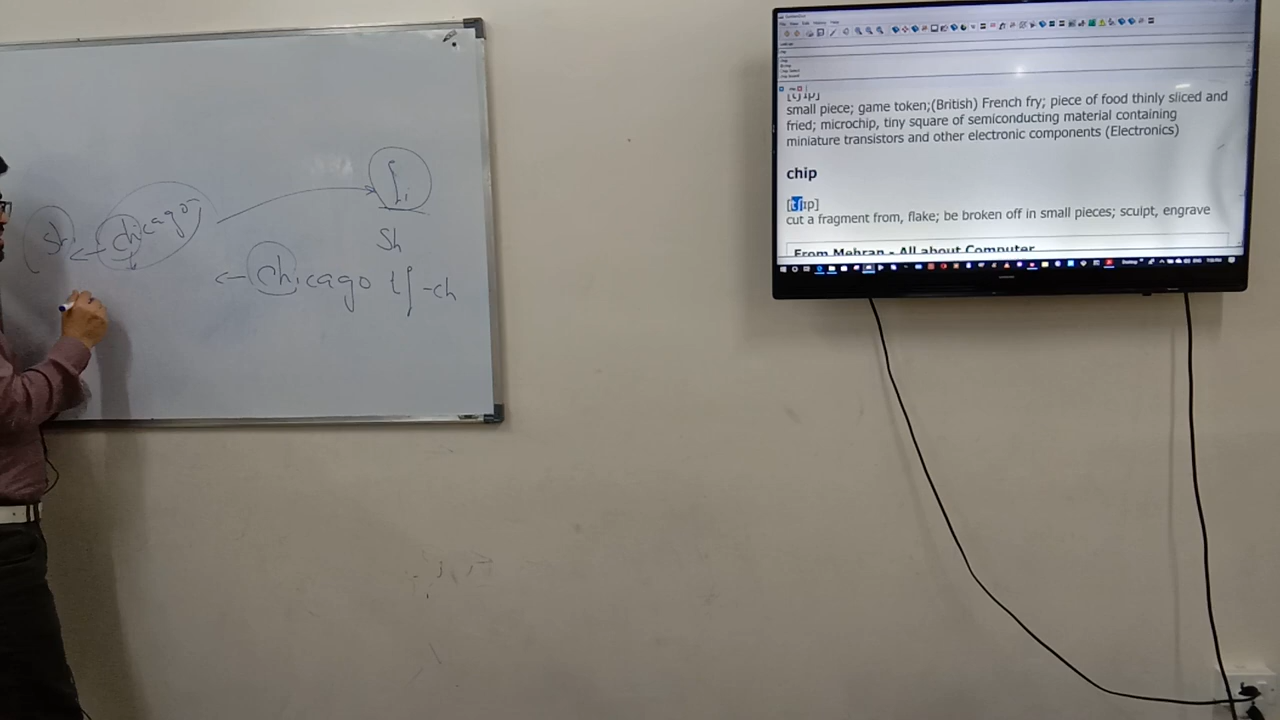 chicago
Sh
ʃ
Sh
chicago tʃ - ch
small piece; game token;(British) French fry; piece of food thinly sliced and
fried; microchip, tiny square of semiconducting material containing
miniature transistors and other electronic components (Electronics)
chip
[tʃɪp]
cut a fragment from, flake; be broken off in small pieces; sculpt, engrave
From Mehran - All about Computer